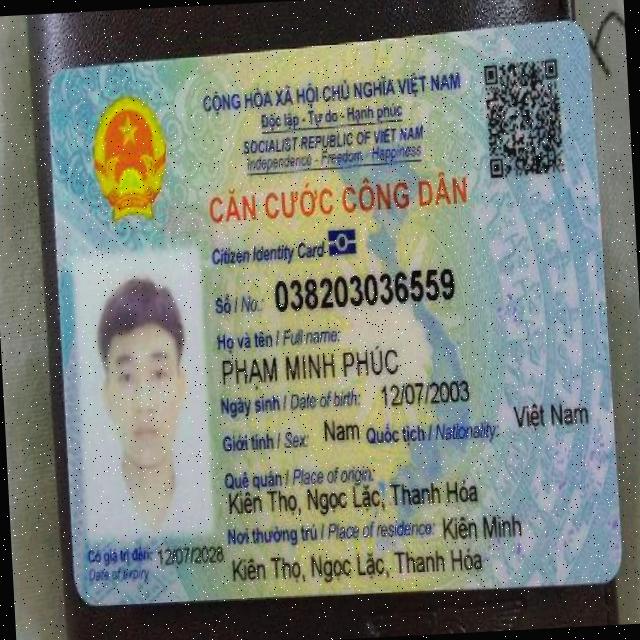 CỘNG HÒA XÃ HỘI CHỦ NGHĨA VIỆT NAM
Độc lập - Tự do - Hạnh phúc
SOCIALIST REPUBLIC OF VIET NAM
Independence - Freedom - Happiness
CĂN CƯỚC CÔNG DÂN
Citizen Identity Card
Số / No.: 038203036559
Họ và tên / Full name:
PHẠM MINH PHÚC
Ngày sinh / Date of birth: 12/07/2003
Giới tính / Sex: Nam Quốc tịch / Nationality: Việt Nam
Quê quán / Place of origin:
Kiên Thọ, Ngọc Lặc, Thanh Hóa
Nơi thường trú / Place of residence: Kiên Minh
Kiên Thọ, Ngọc Lặc, Thanh Hóa
Có giá trị đến: 12/07/2028
Date of expiry